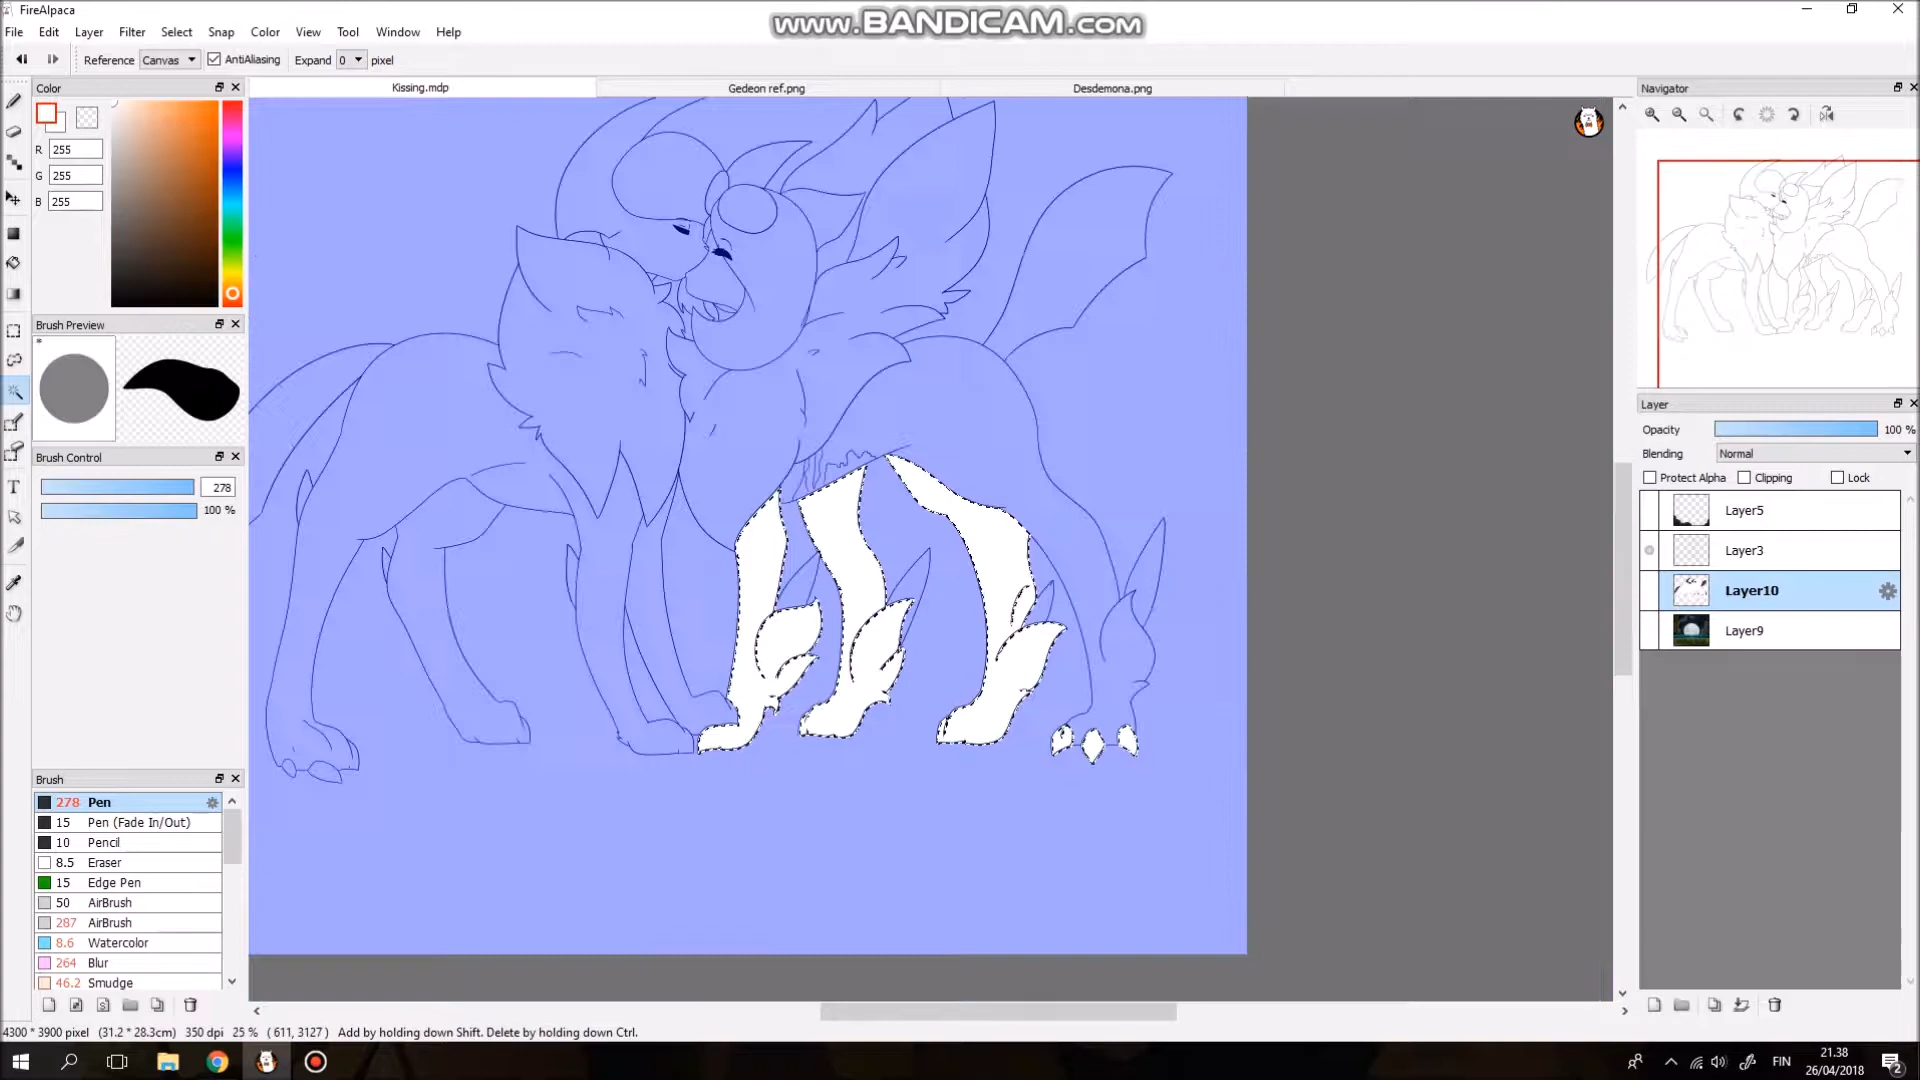 FireAlpaca
www.BANDICAM.com
File Edit Layer Filter Select Snap Color View Tool Window Help
Reference Canvas AntiAliasing Expand 0 pixel
Color
Kissing.mdp
Gedeon ref.png
Desdemona.png
Navigator
R 255
G 255
B 255
Brush Preview
*
Brush Control
278
100 %
Brush
278 Pen
15 Pen (Fade In/Out)
10 Pencil
8.5 Eraser
15 Edge Pen
50 AirBrush
287 AirBrush
8.6 Watercolor
264 Blur
46.2 Smudge
Layer
Opacity 100 %
Blending Normal
Protect Alpha Clipping Lock
Layer5
Layer3
Layer10
Layer9
4300 * 3900 pixel (31.2 * 28.3cm) 350 dpi 25 % ( 611, 3127 ) Add by holding down Shift. Delete by holding down Ctrl.
FIN
21.38
26/04/2018
2